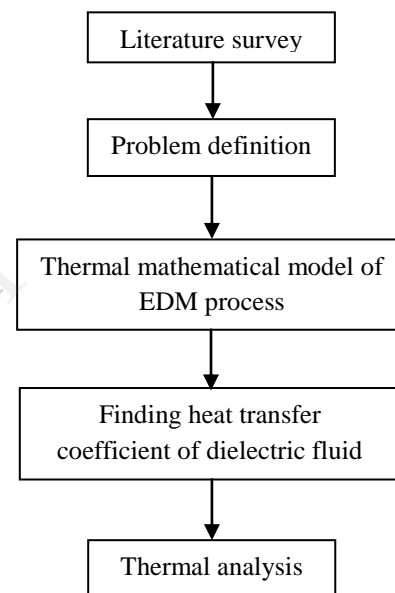 Literature survey
Problem definition
Thermal mathematical model of
EDM process
Finding heat transfer
coefficient of dielectric fluid
Thermal analysis